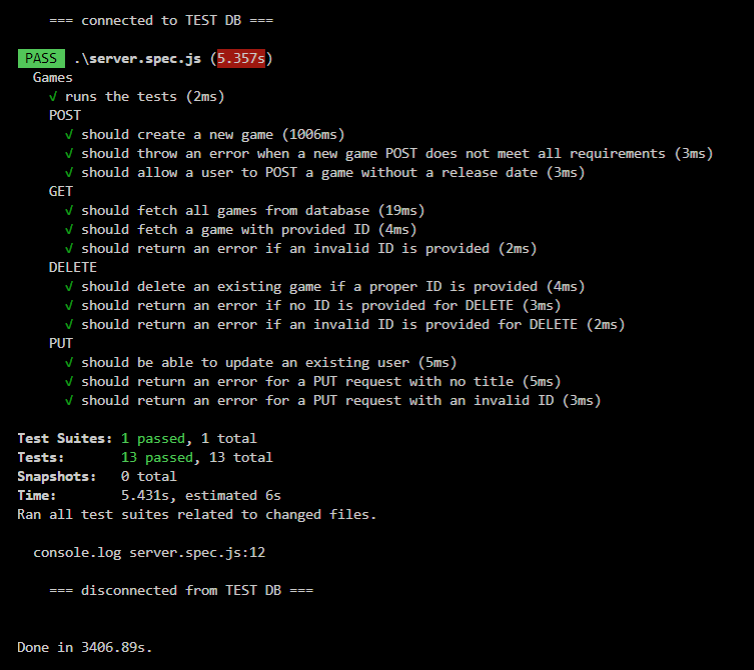 === connected to TEST DB ===
PASS .\server.spec.js (5.357s)
Games
√ runs the tests (2ms)
POST
√ should create a new game (1006ms)
√ should throw an error when a new game POST does not meet all requirements (3ms)
√ should allow a user to POST a game without a release date (3ms)
GET
√ should fetch all games from database (19ms)
√ should fetch a game with provided ID (4ms)
√ should return an error if an invalid ID is provided (2ms)
DELETE
√ should delete an existing game if a proper ID is provided (4ms)
√ should return an error if no ID is provided for DELETE (3ms)
√ should return an error if an invalid ID is provided for DELETE (2ms)
PUT
√ should be able to update an existing user (5ms)
√ should return an error for a PUT request with no title (5ms)
√ should return an error for a PUT request with an invalid ID (3ms)
Test Suites: 1 passed, 1 total
Tests: 13 passed, 13 total
Snapshots: 0 total
Time: 5.431s, estimated 6s
Ran all test suites related to changed files.
console.log server.spec.js:12
=== disconnected from TEST DB ===
Done in 3406.89s.